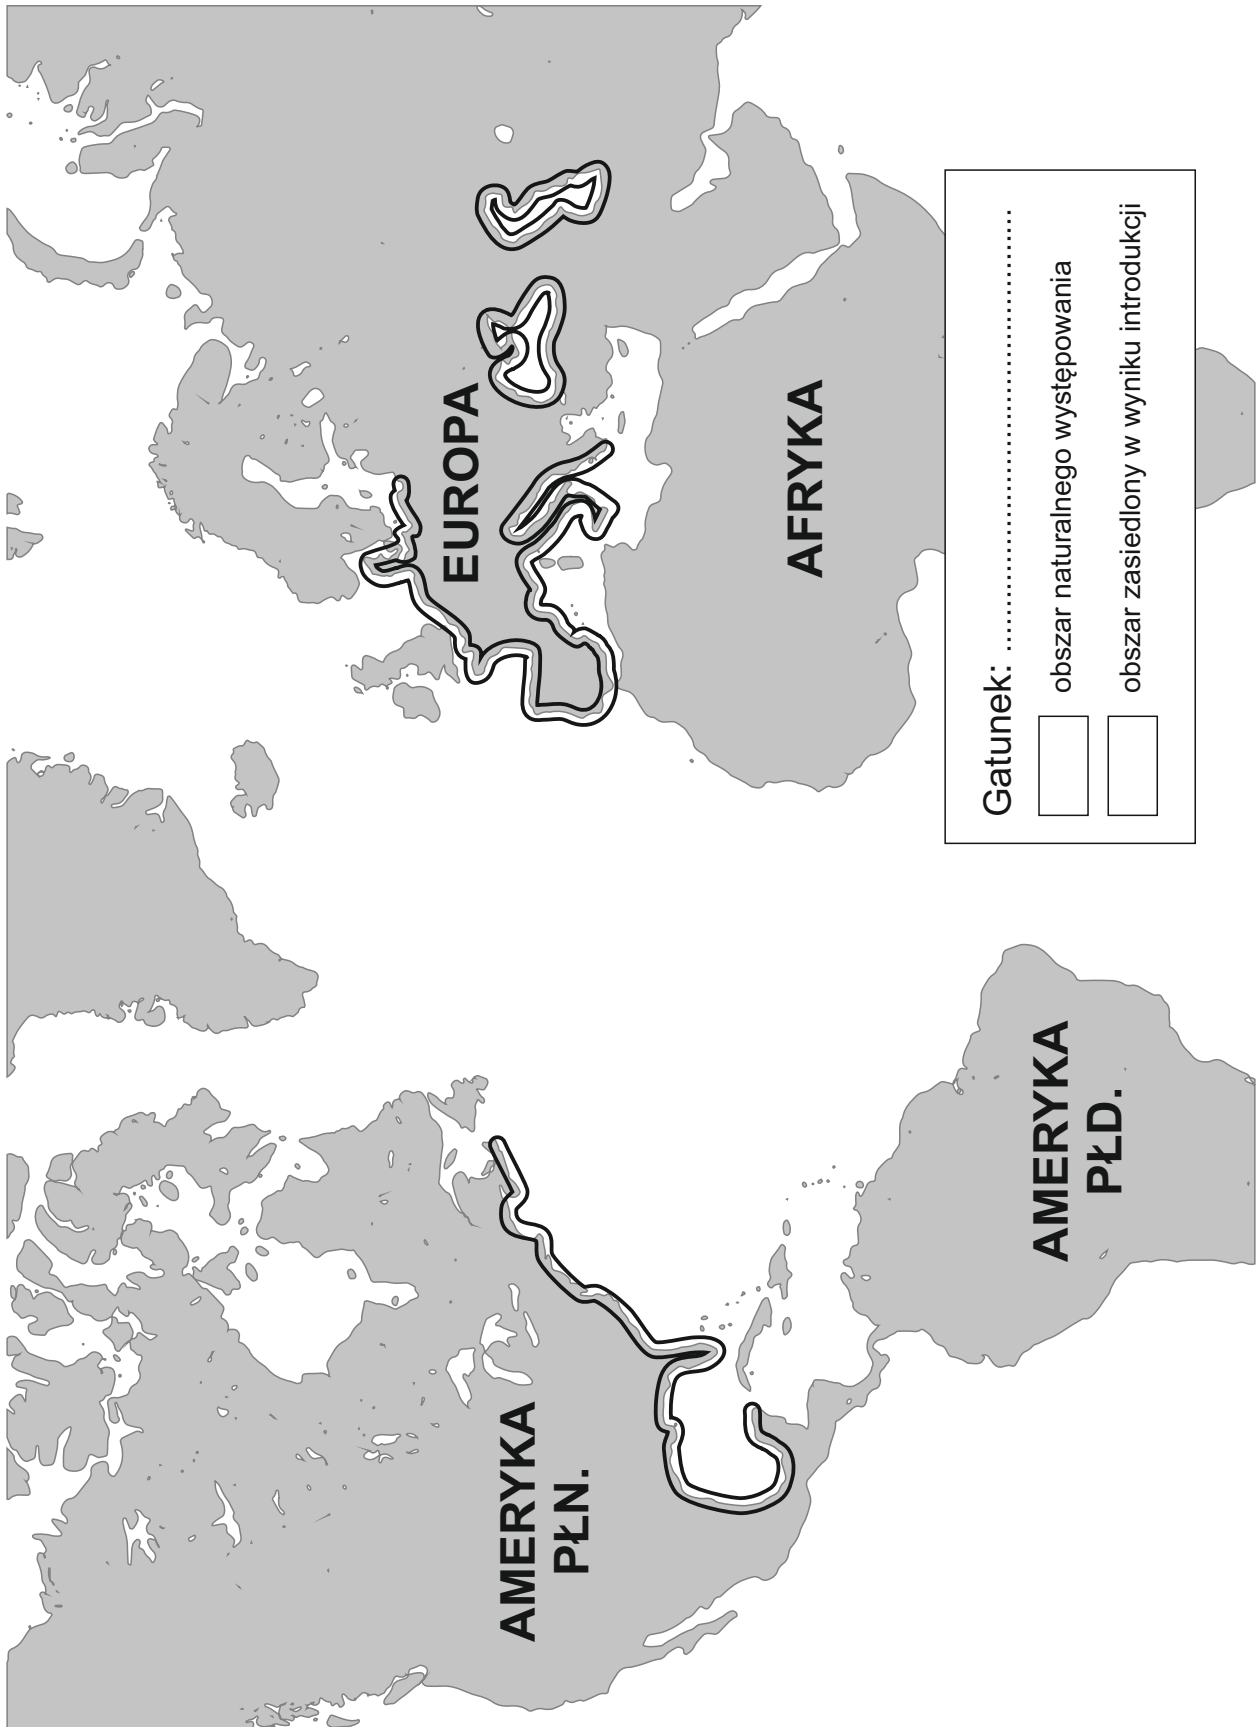 AMERYKA
PŁN.
EUROPA
AFRYKA
AMERYKA
PŁD.
Gatunek: ............................................
obszar naturalnego występowania
obszar zasiedlony w wyniku introdukcji